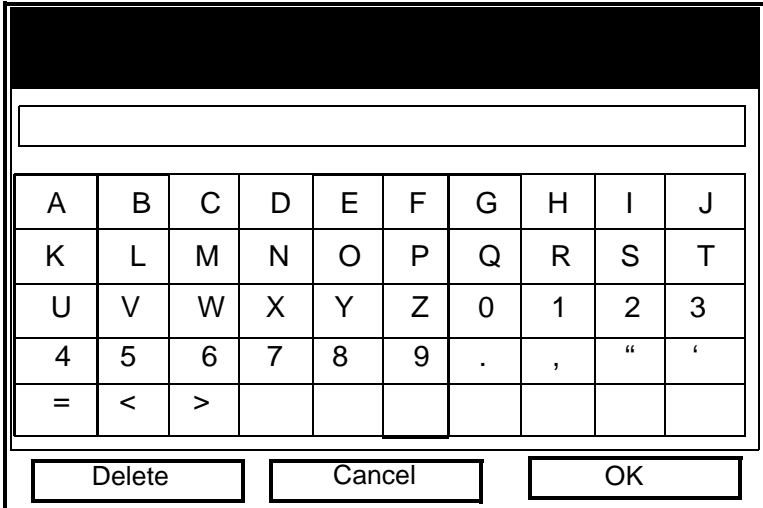 A B C D E F G H I J
K L M N O P Q R S T
U V W X Y Z 0 1 2 3
4 5 6 7 8 9 . , “ ‘
= < >
Delete Cancel OK